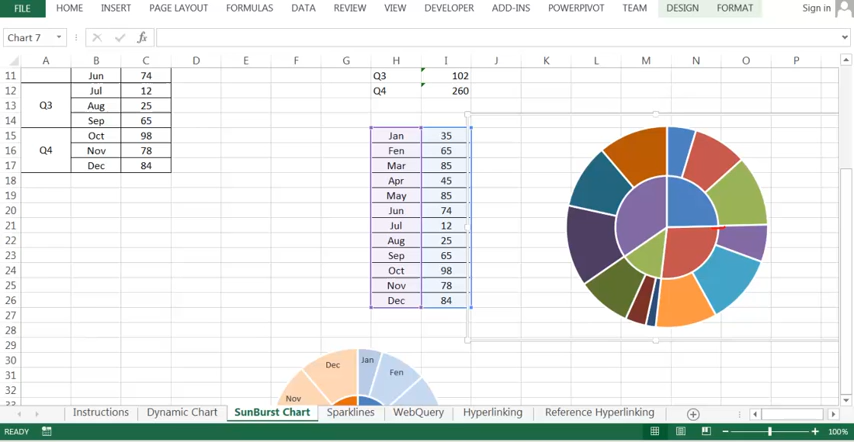 FILE HOME INSERT PAGE LAYOUT FORMULAS DATA REVIEW VIEW DEVELOPER ADD-INS POWERPIVOT TEAM DESIGN FORMAT Sign in
Chart 7 fx
A B C D E F G H I J K L M N O P
11 Jun 74 Q3 102
12 Jul 12 Q4 260
13 Q3 Aug 25
14 Sep 65
15 Oct 98 Jan 35
16 Q4 Nov 78 Fen 65
17 Dec 84 Mar 85
18 Apr 45
19 May 85
20 Jun 74
21 Jul 12
22 Aug 25
23 Sep 65
24 Oct 98
25 Nov 78
26 Dec 84
27
28
29
30 Dec Jan
31 Fen
32 Nov
Instructions Dynamic Chart SunBurst Chart Sparklines WebQuery Hyperlinking Reference Hyperlinking
READY 100%